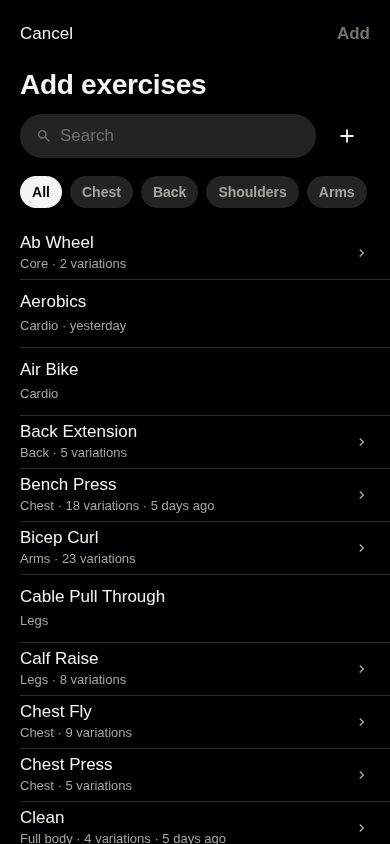 Cancel Add
Add exercises
Search
All Chest Back Shoulders Arms
Ab Wheel
Core · 2 variations
Aerobics
Cardio · yesterday
Air Bike
Cardio
Back Extension
Back · 5 variations
Bench Press
Chest · 18 variations · 5 days ago
Bicep Curl
Arms · 23 variations
Cable Pull Through
Legs
Calf Raise
Legs · 8 variations
Chest Fly
Chest · 9 variations
Chest Press
Chest · 5 variations
Clean
Full body · 4 variations · 5 days ago